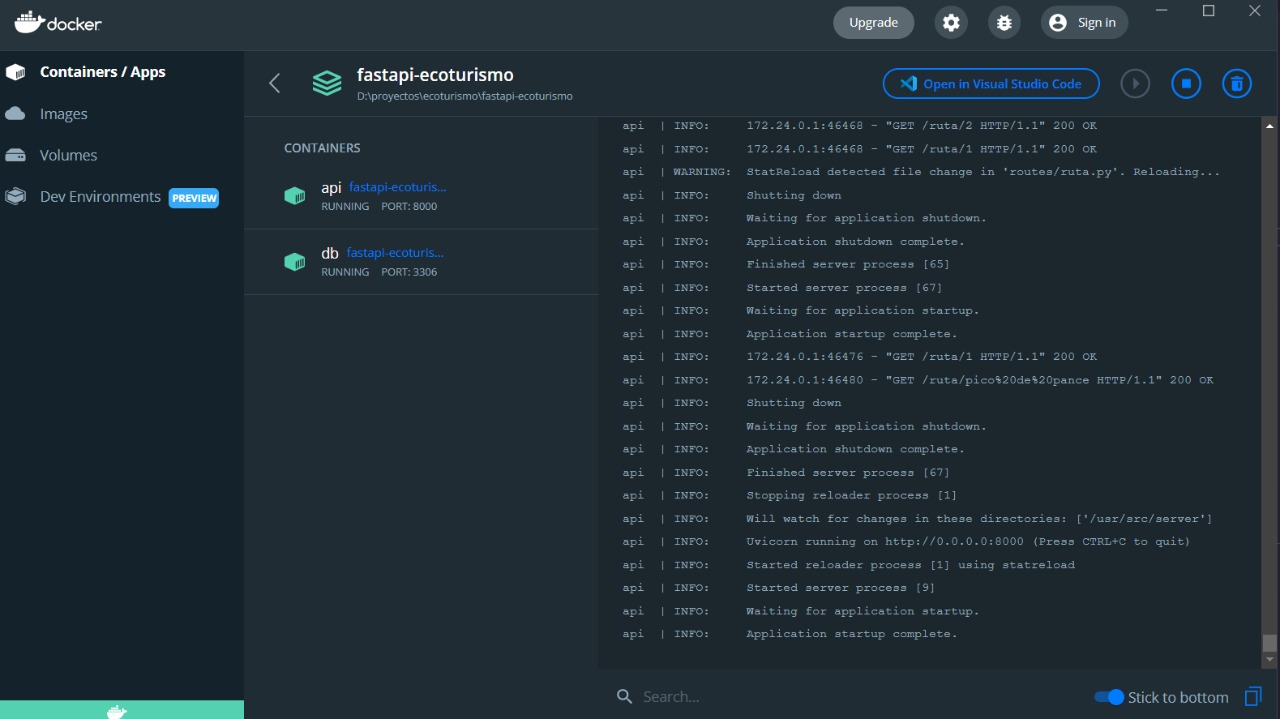 docker
Upgrade
Sign in
Containers / Apps
Images
Volumes
Dev Environments PREVIEW
fastapi-ecoturismo
D:\proyectos\ecoturismo\fastapi-ecoturismo
Open in Visual Studio Code
CONTAINERS
api fastapi-ecoturis...
RUNNING PORT: 8000
db fastapi-ecoturis...
RUNNING PORT: 3306
api | INFO: 172.24.0.1:46468 - "GET /ruta/2 HTTP/1.1" 200 OK
api | INFO: 172.24.0.1:46468 - "GET /ruta/1 HTTP/1.1" 200 OK
api | WARNING: StatReload detected file change in 'routes/ruta.py'. Reloading...
api | INFO: Shutting down
api | INFO: Waiting for application shutdown.
api | INFO: Application shutdown complete.
api | INFO: Finished server process [65]
api | INFO: Started server process [67]
api | INFO: Waiting for application startup.
api | INFO: Application startup complete.
api | INFO: 172.24.0.1:46476 - "GET /ruta/1 HTTP/1.1" 200 OK
api | INFO: 172.24.0.1:46480 - "GET /ruta/pico%20de%20pance HTTP/1.1" 200 OK
api | INFO: Shutting down
api | INFO: Waiting for application shutdown.
api | INFO: Application shutdown complete.
api | INFO: Finished server process [67]
api | INFO: Stopping reloader process [1]
api | INFO: Will watch for changes in these directories: ['/usr/src/server']
api | INFO: Uvicorn running on http://0.0.0.0:8000 (Press CTRL+C to quit)
api | INFO: Started reloader process [1] using statreload
api | INFO: Started server process [9]
api | INFO: Waiting for application startup.
api | INFO: Application startup complete.
Search...
Stick to bottom